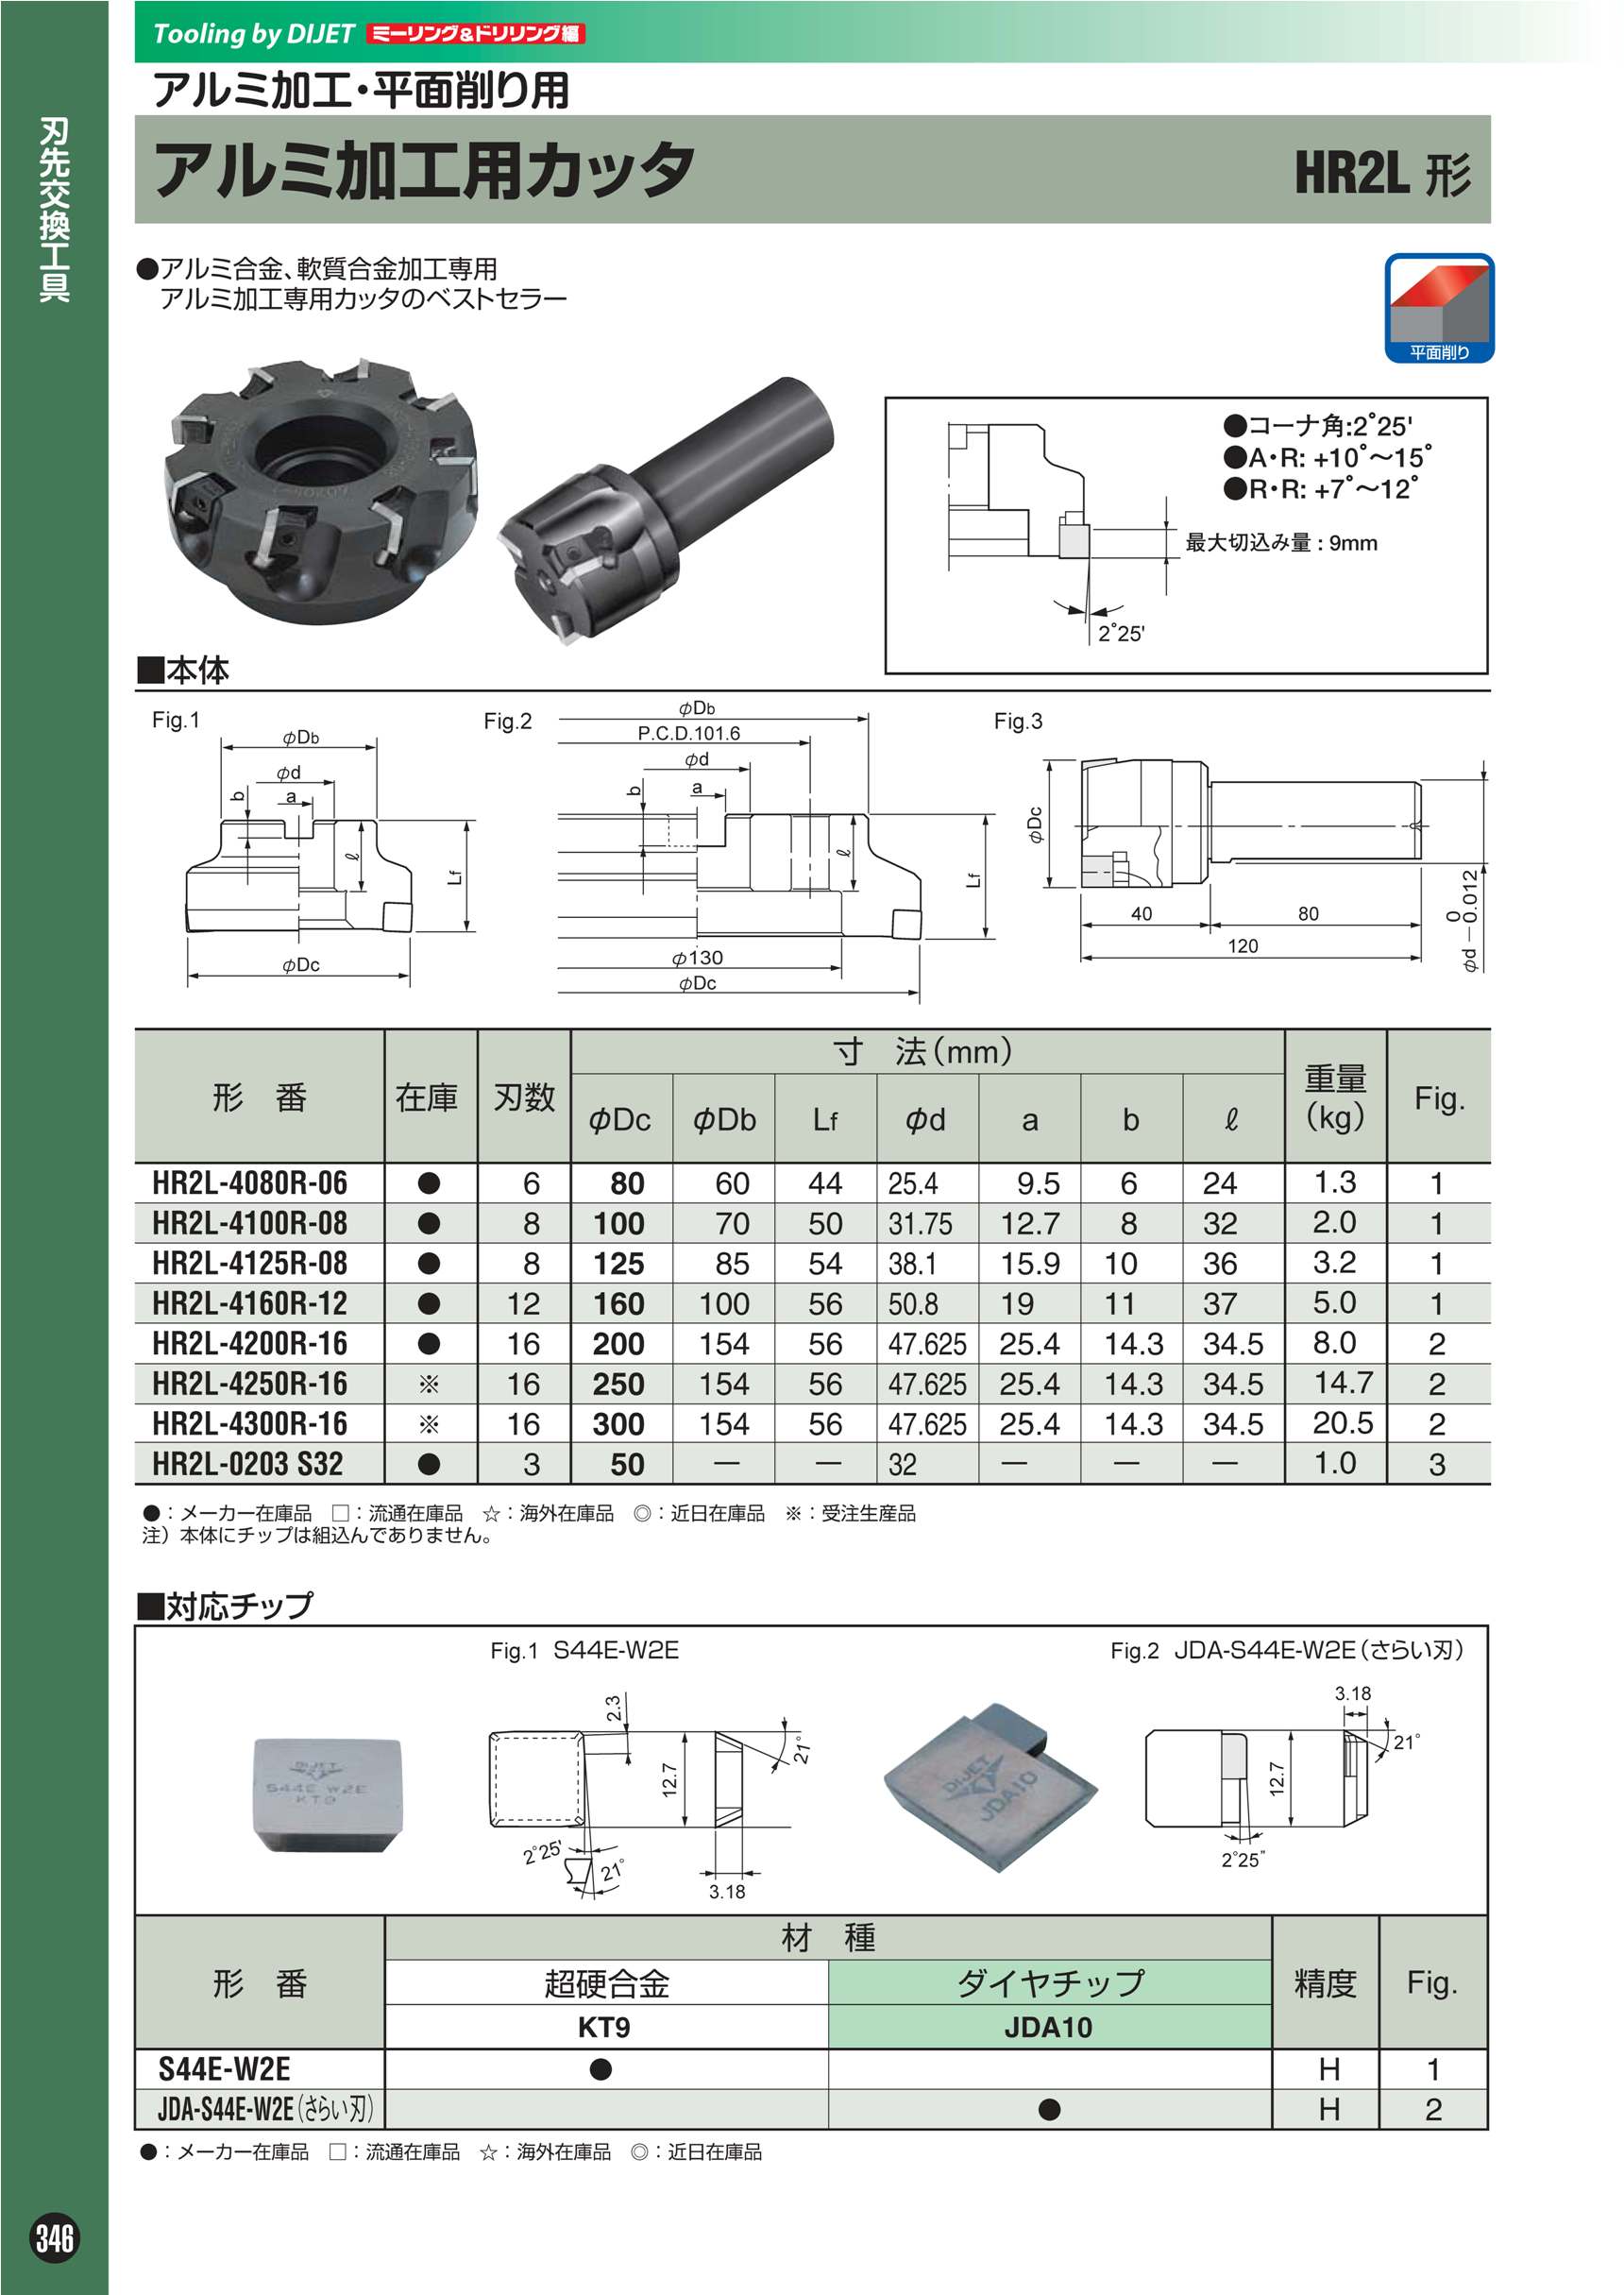 Tooling by DIJET ミーリング&ドリリング編
アルミ加工・平面削り用
アルミ加工用カッタ HR2L 形
刃先交換工具
●アルミ合金、軟質合金加工専用
アルミ加工専用カッタのベストセラー
平面削り
●コーナ角:2°25'
●A・R: +10°～15°
●R・R: +7°～12°
最大切込み量 : 9mm
2°25'
■本体
Fig.1
φDb
φd
a
b
ℓ
Lf
φDc
Fig.2
φDb
P.C.D.101.6
φd
a
b
ℓ
Lf
φ130
φDc
Fig.3
φDc
40
80
120
φd 0 −0.012
形 番 在庫 刃数 寸 法(mm) 重量(kg) Fig.
φDc φDb Lf φd a b ℓ
HR2L-4080R-06 ● 6 80 60 44 25.4 9.5 6 24 1.3 1
HR2L-4100R-08 ● 8 100 70 50 31.75 12.7 8 32 2.0 1
HR2L-4125R-08 ● 8 125 85 54 38.1 15.9 10 36 3.2 1
HR2L-4160R-12 ● 12 160 100 56 50.8 19 11 37 5.0 1
HR2L-4200R-16 ● 16 200 154 56 47.625 25.4 14.3 34.5 8.0 2
HR2L-4250R-16 ※ 16 250 154 56 47.625 25.4 14.3 34.5 14.7 2
HR2L-4300R-16 ※ 16 300 154 56 47.625 25.4 14.3 34.5 20.5 2
HR2L-0203 S32 ● 3 50 — — 32 — — — 1.0 3
●：メーカー在庫品 □：流通在庫品 ☆：海外在庫品 ◎：近日在庫品 ※：受注生産品
注）本体にチップは組込んでありません。
■対応チップ
Fig.1 S44E-W2E
DIJET
S44E W2E
KT9
2.3
12.7
21°
2°25'
21°
3.18
Fig.2 JDA-S44E-W2E(さらい刃)
DIJET
JDA10
3.18
21°
12.7
2°25”
形 番 材 種 精度 Fig.
超硬合金 ダイヤチップ
KT9 JDA10
S44E-W2E ● H 1
JDA-S44E-W2E(さらい刃) ● H 2
●：メーカー在庫品 □：流通在庫品 ☆：海外在庫品 ◎：近日在庫品
346